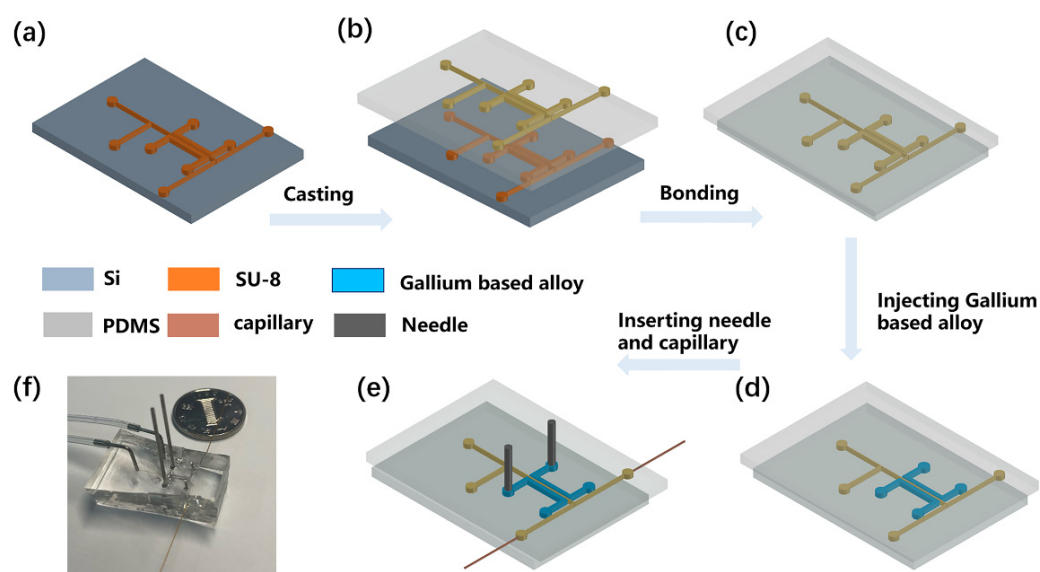 (a)
(b)
(c)
Casting
Bonding
Si
SU-8
Gallium based alloy
PDMS
capillary
Needle
Injecting Gallium
based alloy
Inserting needle
and capillary
(f)
(e)
(d)